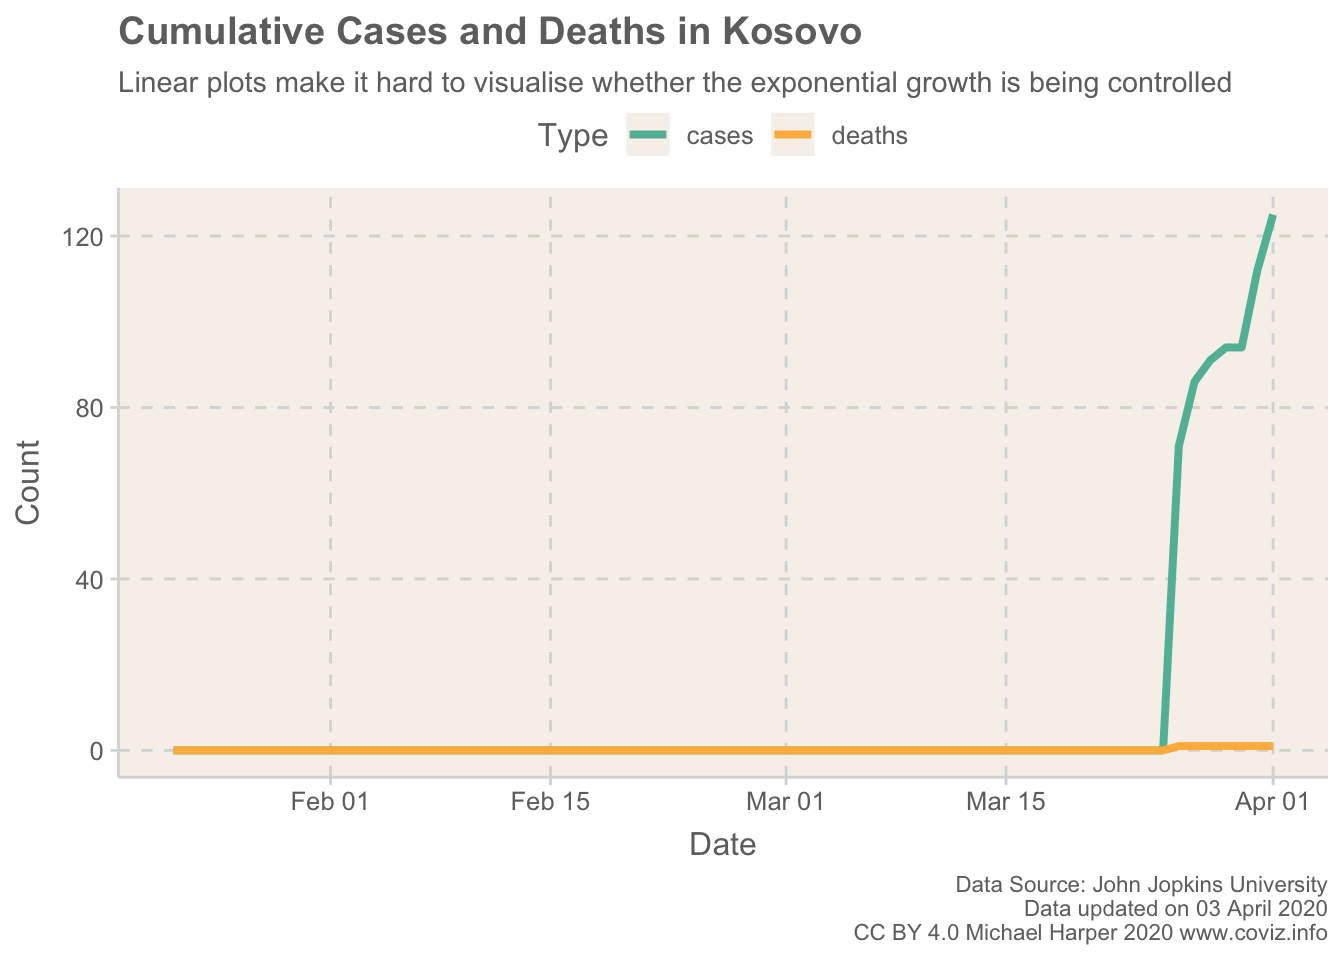 Cumulative Cases and Deaths in Kosovo
Linear plots make it hard to visualise whether the exponential growth is being controlled
Type cases deaths
120
80
40
0
Count
Feb 01 Feb 15 Mar 01 Mar 15 Apr 01
Date
Data Source: John Jopkins University
Data updated on 03 April 2020
CC BY 4.0 Michael Harper 2020 www.coviz.info